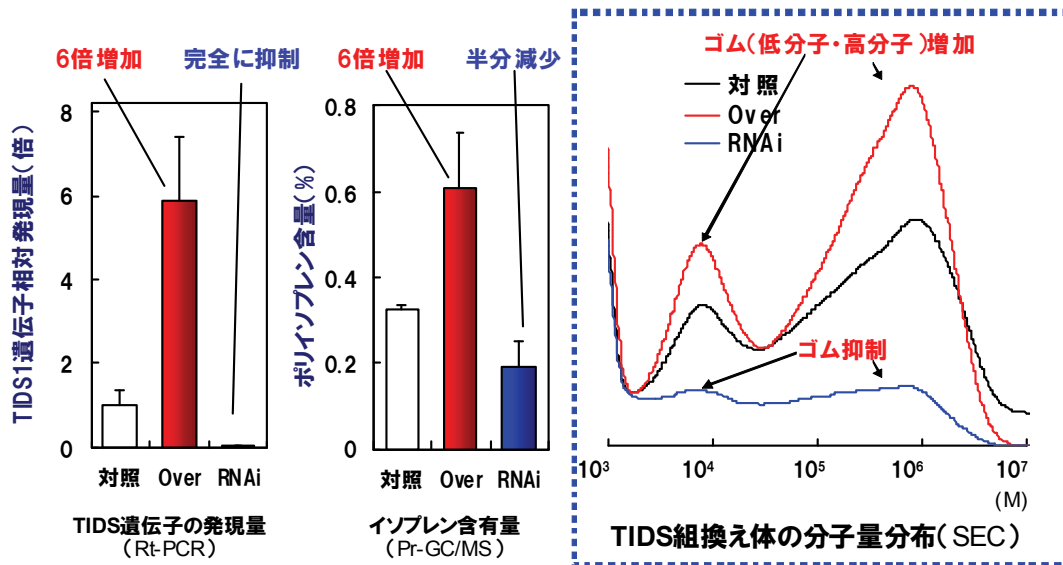 6倍増加
完全に抑制
TIDS1遺伝子相対発現量(倍)
8
6
4
2
0
対照 Over RNAi
TIDS遺伝子の発現量
(Rt-PCR)
6倍増加
半分減少
ポリイソプレン含量(%)
0.8
0.6
0.4
0.2
0
対照 Over RNAi
イソプレン含有量
(Pr-GC/MS)
ゴム(低分子・高分子)増加
対照
Over
RNAi
ゴム抑制
10³ 10⁴ 10⁵ 10⁶ 10⁷
(M)
TIDS組換え体の分子量分布(SEC)